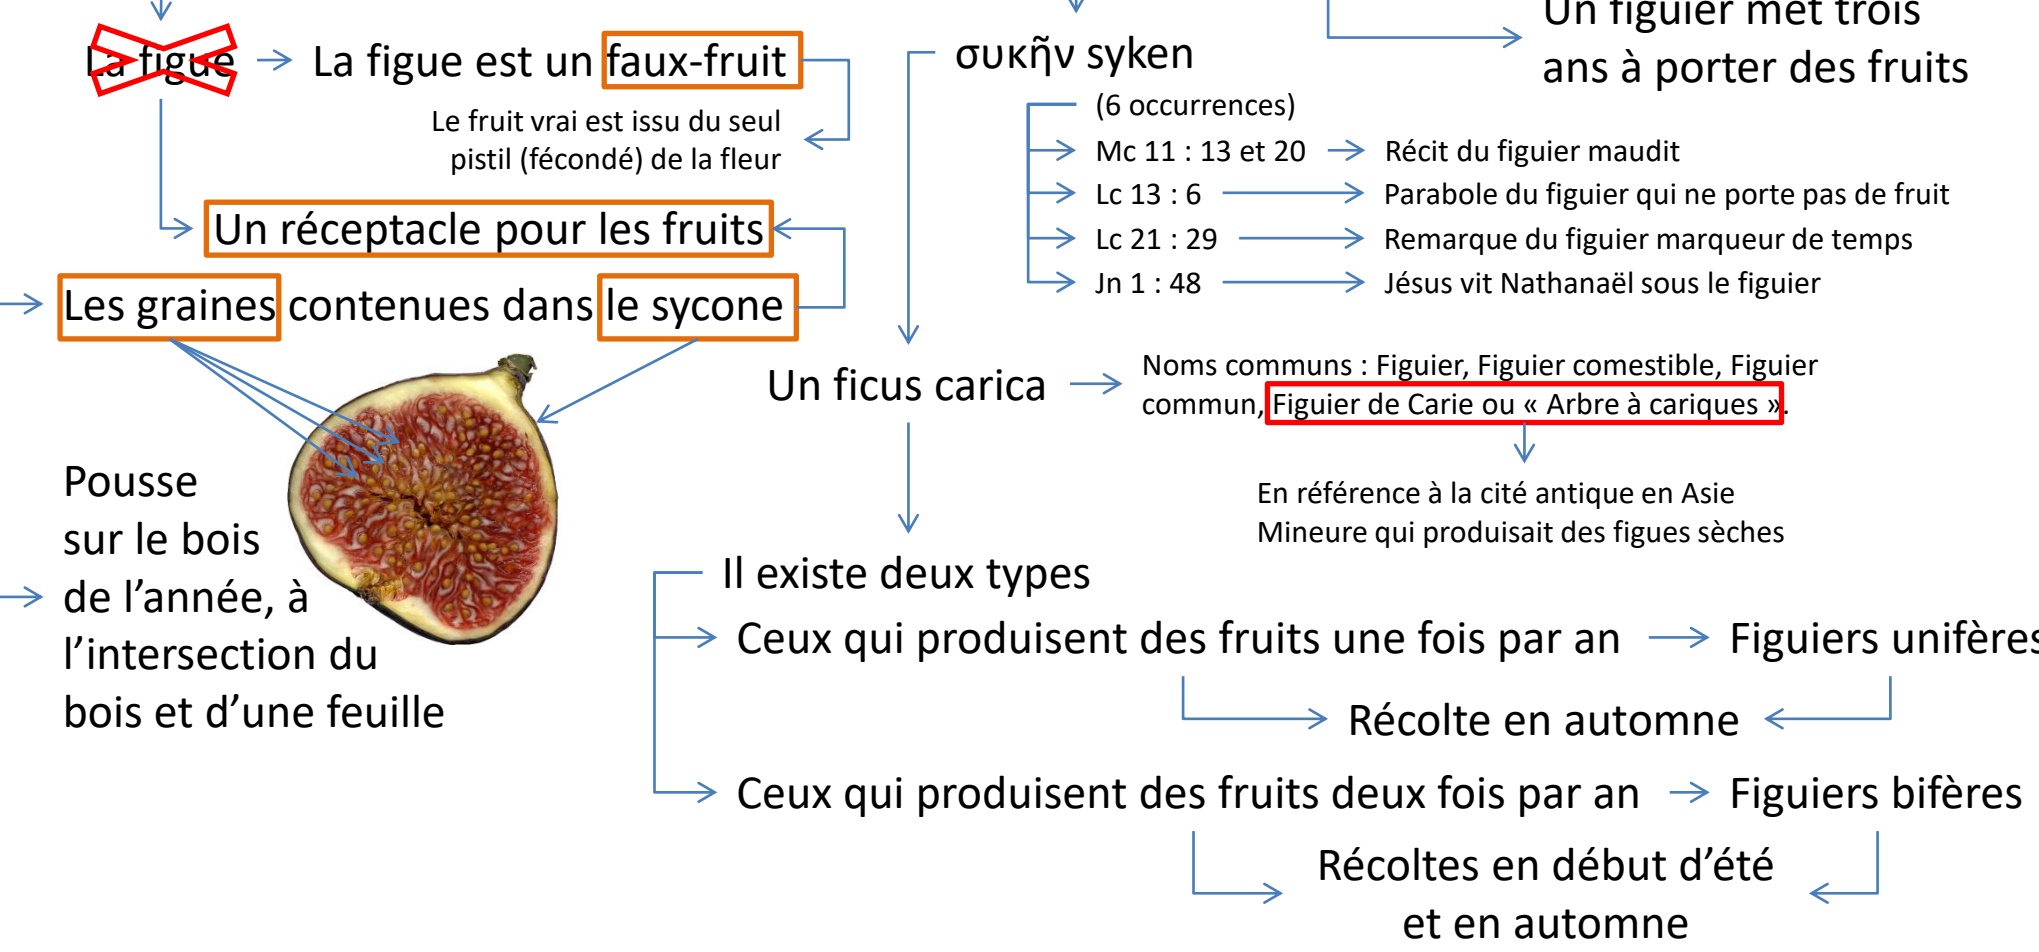 La figue
La figue est un faux-fruit
Le fruit vrai est issu du seul
pistil (fécondé) de la fleur
Un réceptacle pour les fruits
Les graines contenues dans le sycone
Pousse
sur le bois
de l'année, à
l'intersection du
bois et d'une feuille
συκῆν syken
(6 occurrences)
Mc 11 : 13 et 20
Récit du figuier maudit
Lc 13 : 6
Parabole du figuier qui ne porte pas de fruit
Lc 21 : 29
Remarque du figuier marqueur de temps
Jn 1 : 48
Jésus vit Nathanaël sous le figuier
Un figuier met trois
ans à porter des fruits
Un ficus carica
Noms communs : Figuier, Figuier comestible, Figuier
commun, Figuier de Carie ou « Arbre à cariques ».
En référence à la cité antique en Asie
Mineure qui produisait des figues sèches
Il existe deux types
Ceux qui produisent des fruits une fois par an
Figuiers unifères
Récolte en automne
Ceux qui produisent des fruits deux fois par an
Figuiers bifères
Récoltes en début d'été
et en automne